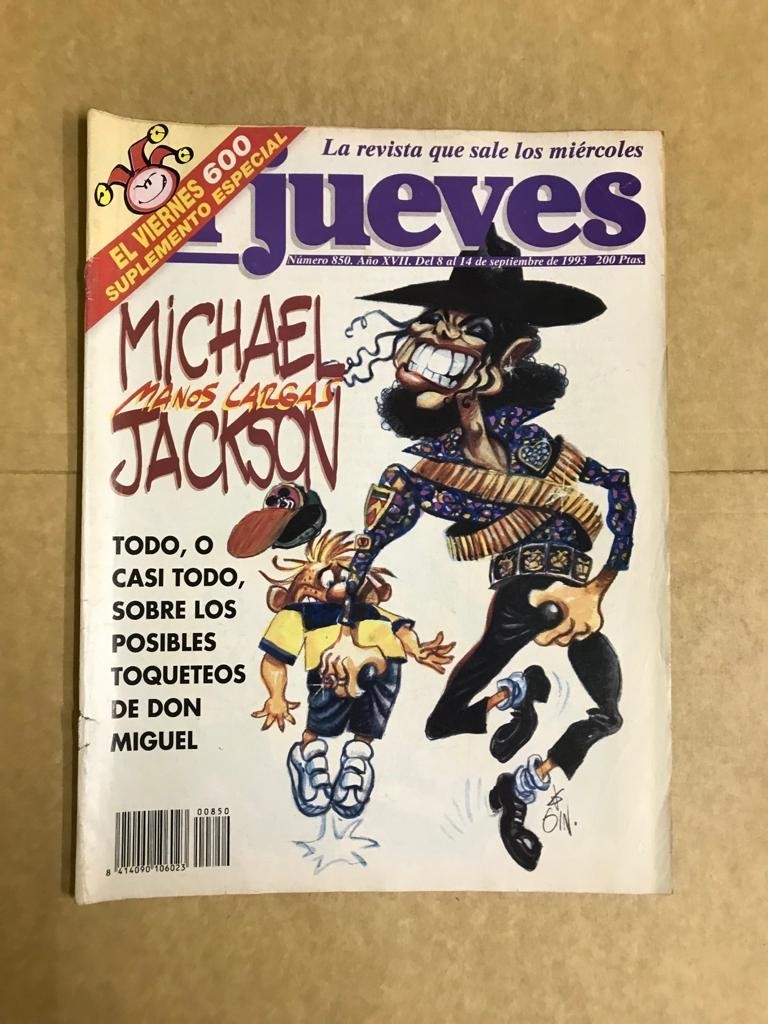 La revista que sale los miércoles
EL VIERNES 600
SUPLEMENTO ESPECIAL
jueves
Número 850. Año XVII. Del 8 al 14 de septiembre de 1993 200 Ptas.
MiCHAEL
MANOS LARGAS
JACKSON
TODO, O
CASI TODO,
SOBRE LOS
POSIBLES
TOQUETEOS
DE DON
MIGUEL
00850
8 414090 106023
GIN.